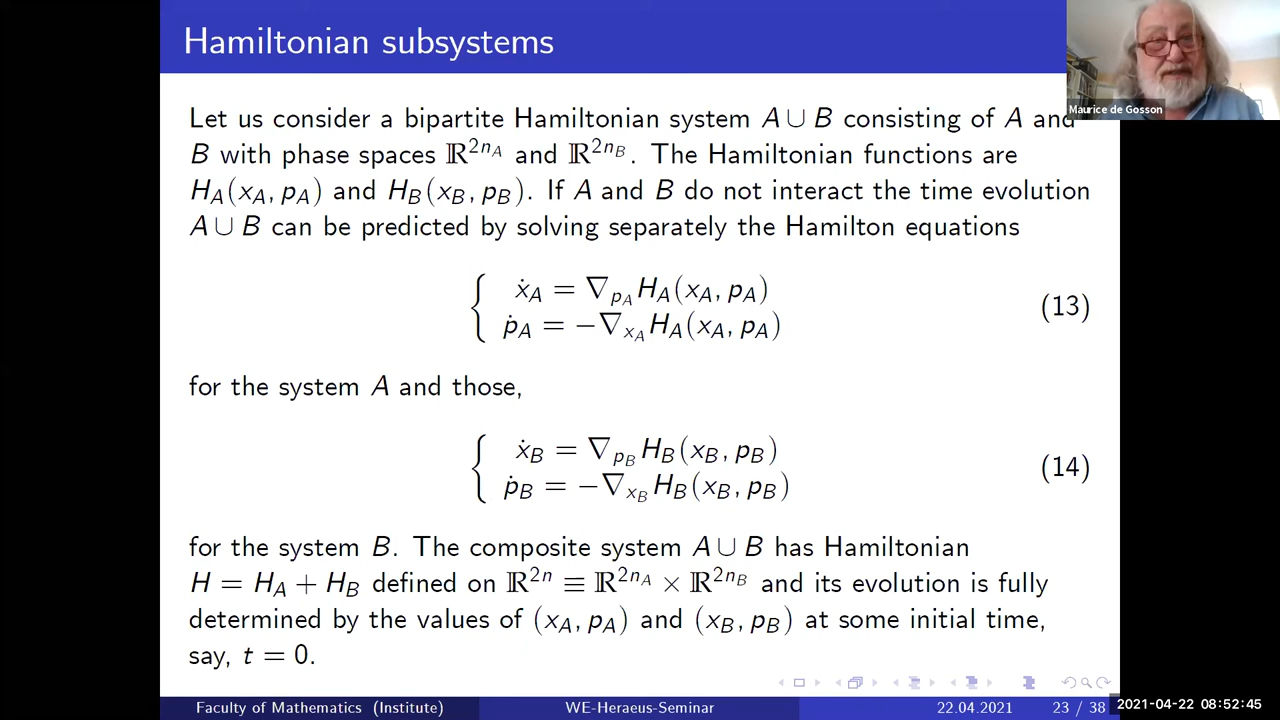 Hamiltonian subsystems
Maurice de Gosson
Let us consider a bipartite Hamiltonian system A ∪ B consisting of A and
B with phase spaces ℝ^{2n_A} and ℝ^{2n_B}. The Hamiltonian functions are
H_A(x_A, p_A) and H_B(x_B, p_B). If A and B do not interact the time evolution
A ∪ B can be predicted by solving separately the Hamilton equations
ẋ_A = ∇_{p_A} H_A(x_A, p_A)
ṗ_A = −∇_{x_A} H_A(x_A, p_A)
(13)
for the system A and those,
ẋ_B = ∇_{p_B} H_B(x_B, p_B)
ṗ_B = −∇_{x_B} H_B(x_B, p_B)
(14)
for the system B. The composite system A ∪ B has Hamiltonian
H = H_A + H_B defined on ℝ^{2n} ≡ ℝ^{2n_A} × ℝ^{2n_B} and its evolution is fully
determined by the values of (x_A, p_A) and (x_B, p_B) at some initial time,
say, t = 0.
Faculty of Mathematics (Institute) WE-Heraeus-Seminar 22.04.2021 23 / 38
2021-04-22 08:52:45